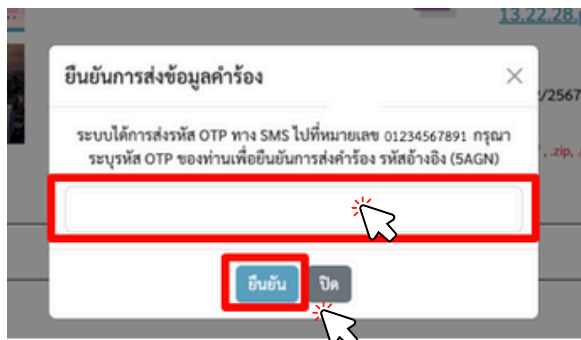 13.22.28.
ยืนยันการส่งข้อมูลคำร้อง
/2567
ระบบได้การส่งรหัส OTP ทาง SMS ไปที่หมายเลข 01234567891 กรุณา
ระบุรหัส OTP ของท่านเพื่อยืนยันการส่งคำร้อง รหัสอ้างอิง (5AGN)
, .zip, .
ยืนยัน ปิด